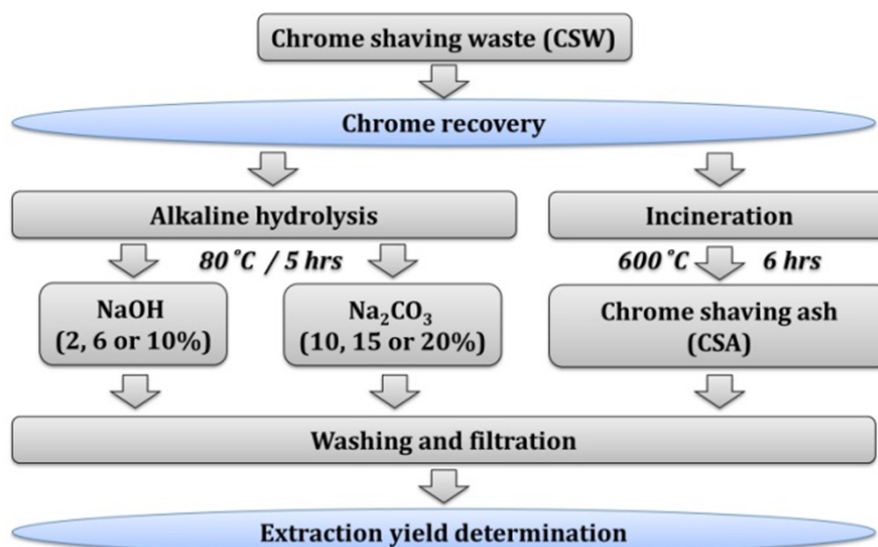 Chrome shaving waste (CSW)
Chrome recovery
Alkaline hydrolysis
Incineration
80°C / 5 hrs
600°C 6 hrs
NaOH
(2, 6 or 10%)
Na₂CO₃
(10, 15 or 20%)
Chrome shaving ash
(CSA)
Washing and filtration
Extraction yield determination